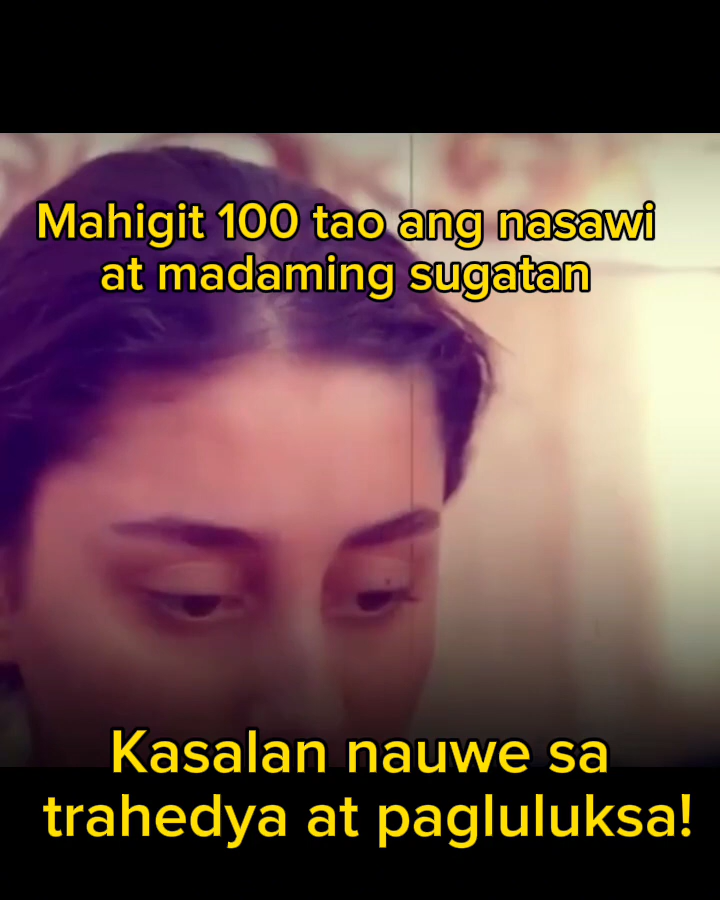 Mahigit 100 tao ang nasawi
at madaming sugatan
Kasalan nauwe sa
trahedya at pagluluksa!